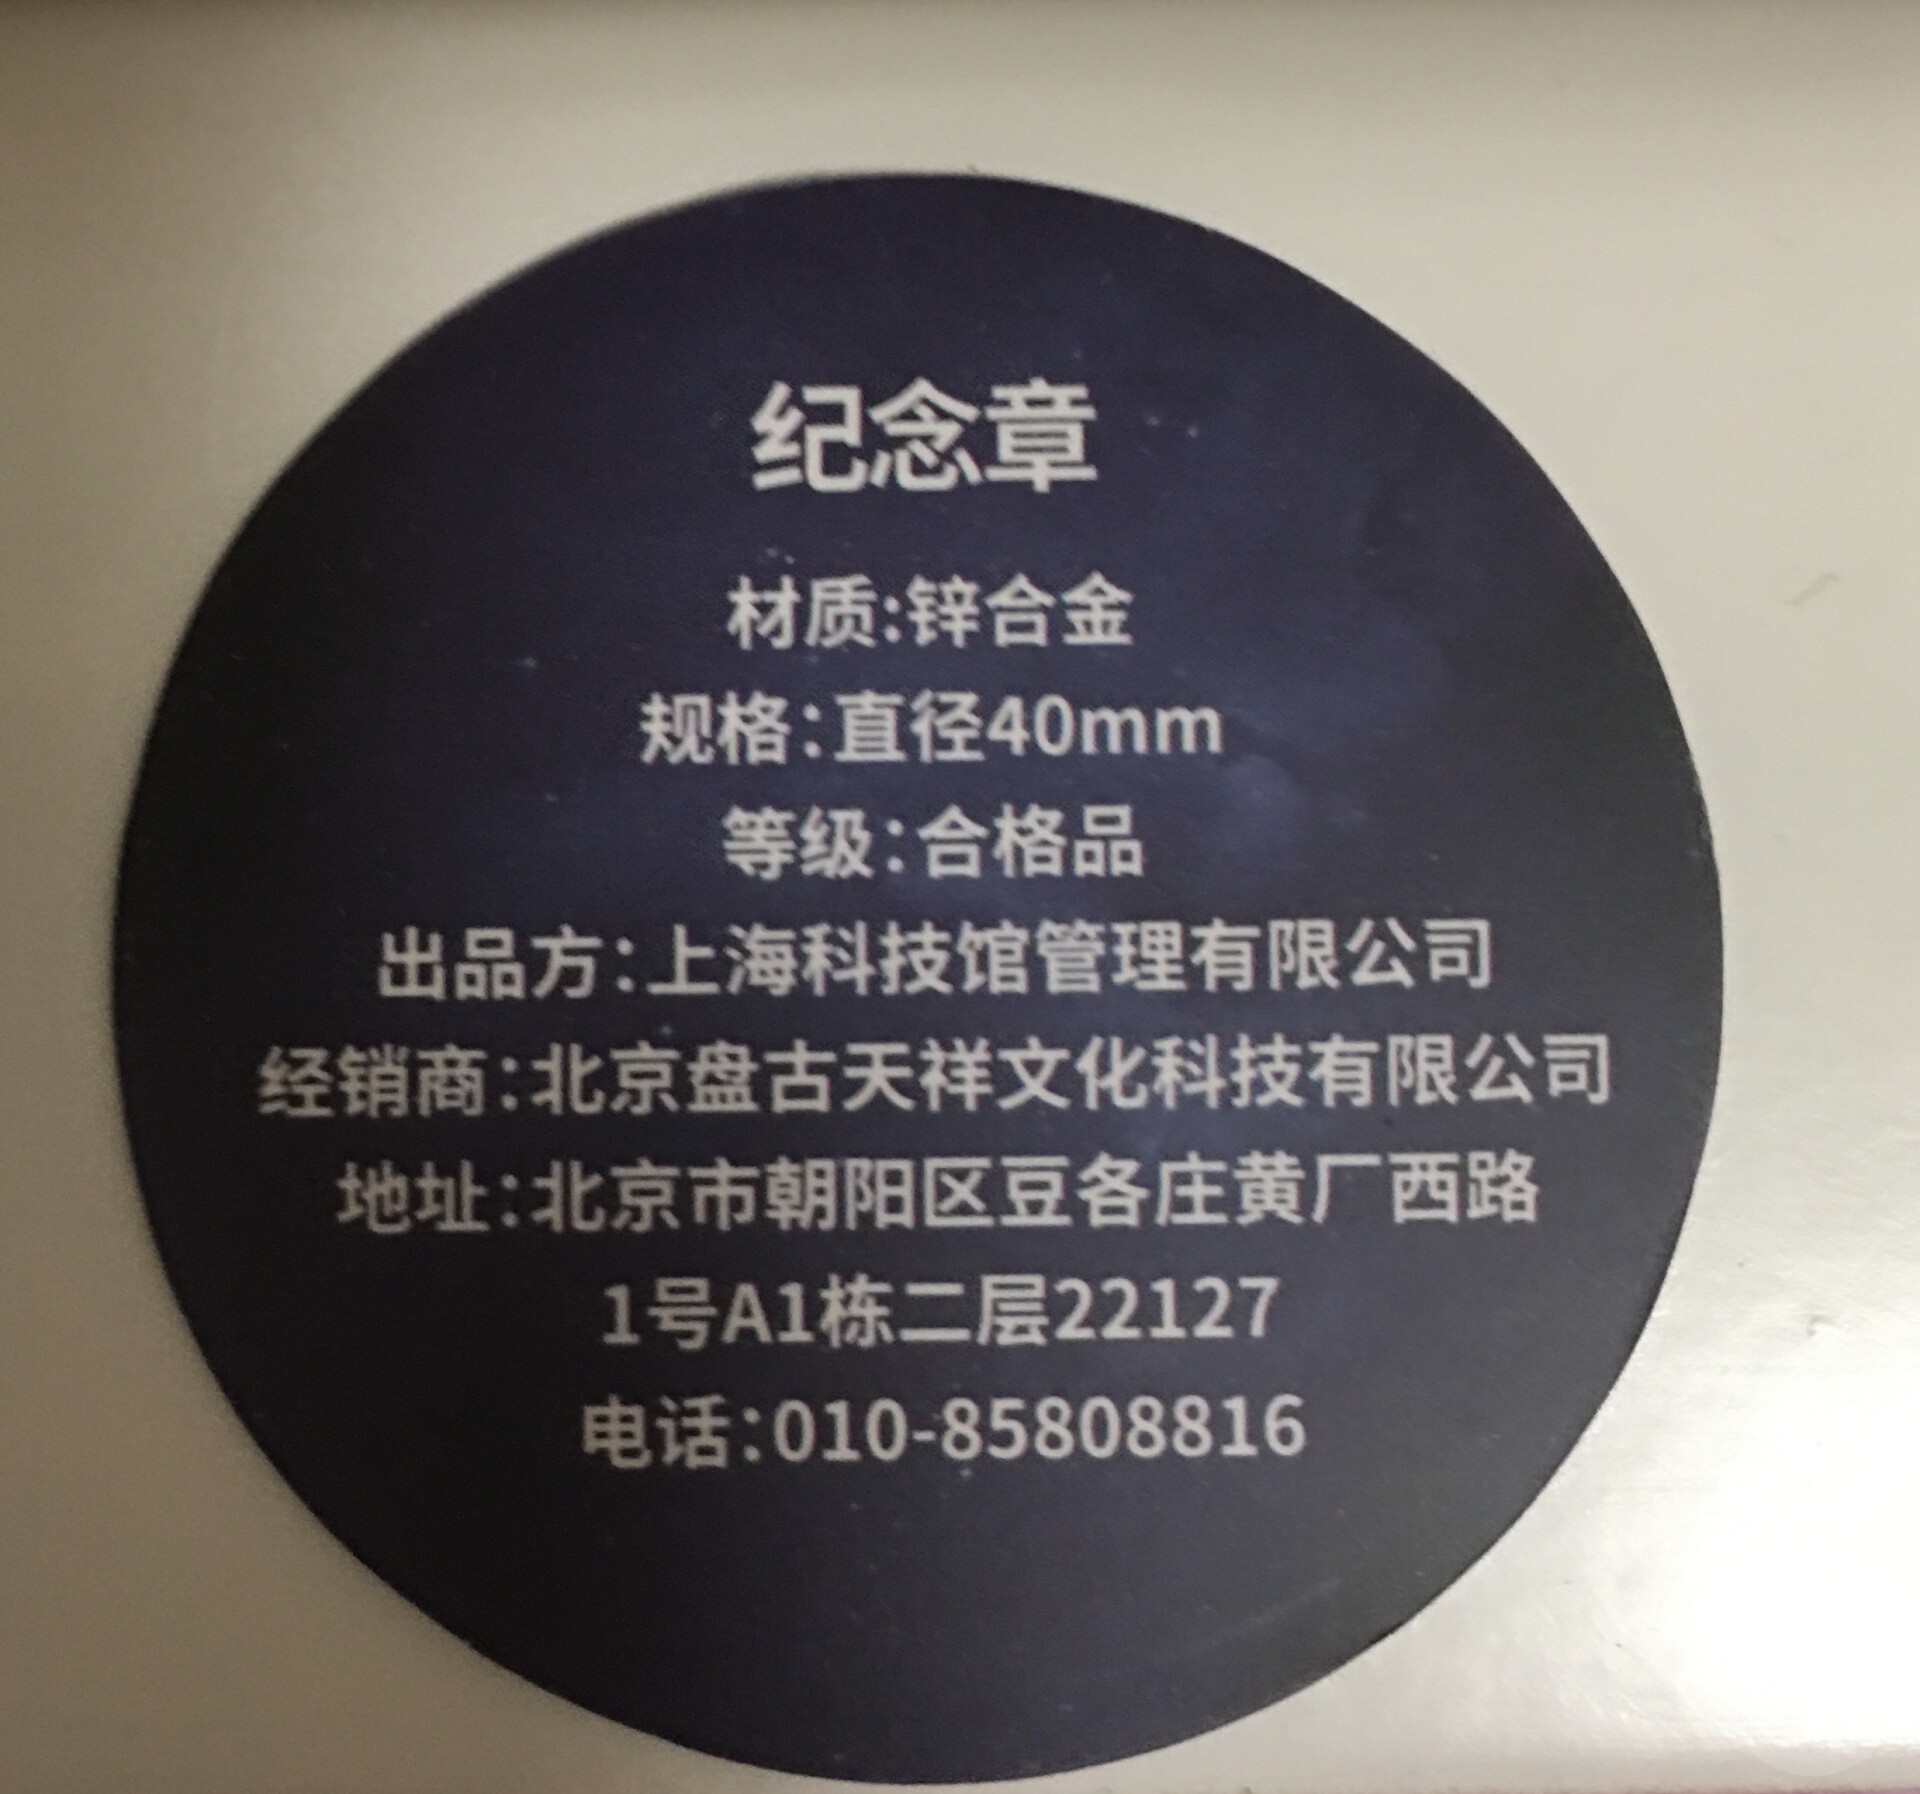 纪念章
材质:锌合金
规格:直径40mm
等级:合格品
出品方:上海科技馆管理有限公司
经销商:北京盘古天祥文化科技有限公司
地址:北京市朝阳区豆各庄黄厂西路
1号A1栋二层22127
电话:010-85808816